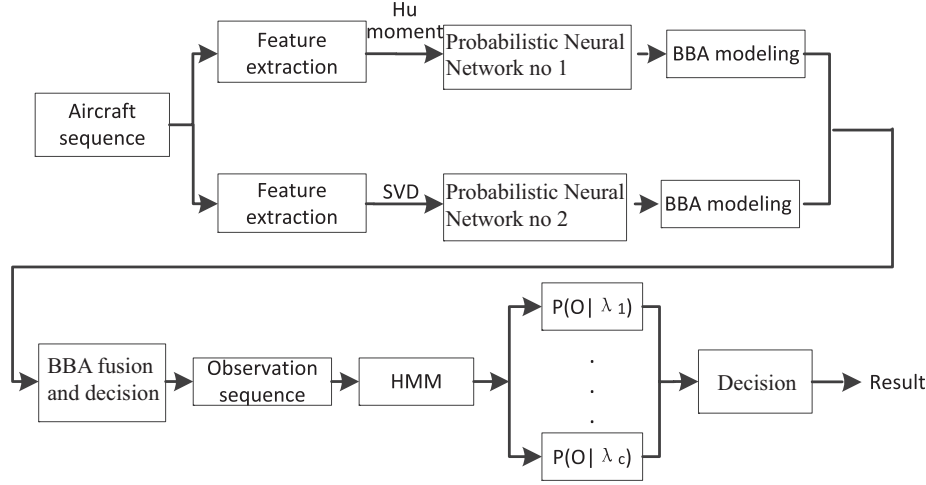 Hu
moment
Feature
extraction
Probabilistic Neural
Network no 1
BBA modeling
Aircraft
sequence
Feature
extraction
SVD
Probabilistic Neural
Network no 2
BBA modeling
P(O| λ 1)
BBA fusion
and decision
Observation
sequence
HMM
.
.
.
Decision
Result
P(O| λ c)